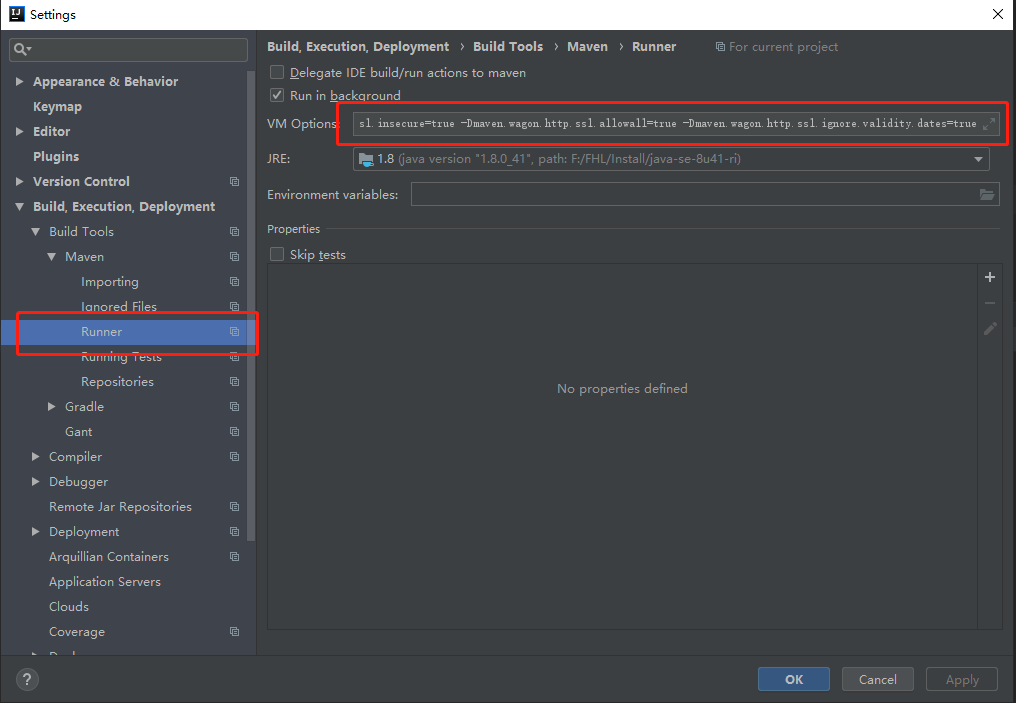 Settings
Build, Execution, Deployment › Build Tools › Maven › Runner For current project
Appearance & Behavior
Keymap
Editor
Plugins
Version Control
Build, Execution, Deployment
Build Tools
Maven
Importing
Ignored Files
Runner
Running Tests
Repositories
Gradle
Gant
Compiler
Debugger
Remote Jar Repositories
Deployment
Arquillian Containers
Application Servers
Clouds
Coverage
Delegate IDE build/run actions to maven
Run in background
VM Options: sl.insecure=true -Dmaven.wagon.http.ssl.allowall=true -Dmaven.wagon.http.ssl.ignore.validity.dates=true
JRE: 1.8 (java version "1.8.0_41", path: F:/FHL/Install/java-se-8u41-ri)
Environment variables:
Properties
Skip tests
No properties defined
?
OK Cancel Apply